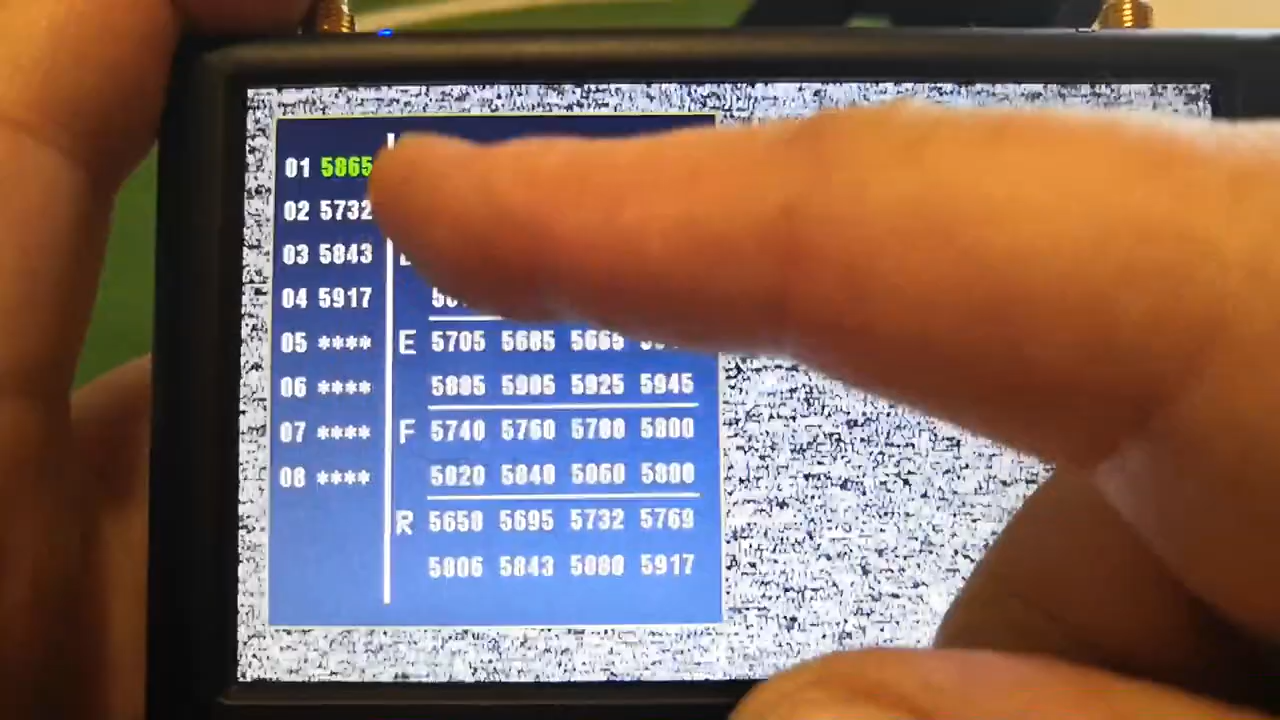 01 5865
02 5732
03 5843
04 5917
05 **** E 5705 5685 5665
06 **** 5885 5905 5925 5945
07 **** F 5740 5760 5780 5800
08 **** 5820 5840 5860 5880
R 5658 5695 5732 5769
5806 5843 5880 5917